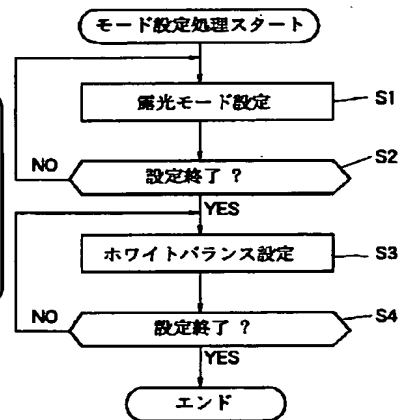 モード設定処理スタート
露光モード設定
S1
設定終了 ?
S2
NO
YES
ホワイトバランス設定
S3
設定終了 ?
S4
NO
YES
エンド